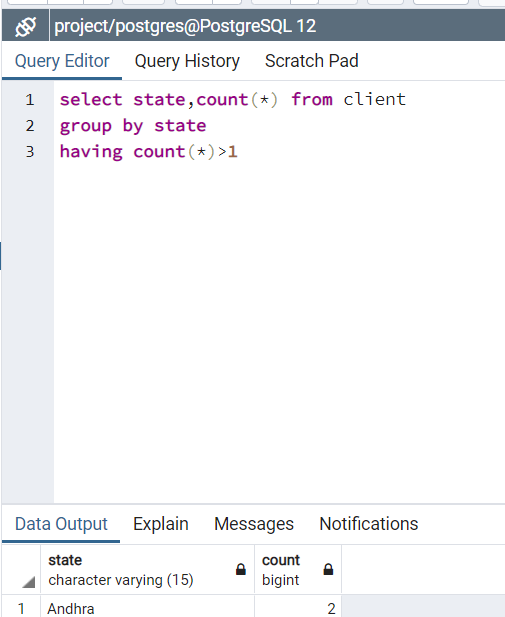 project/postgres@PostgreSQL 12
Query Editor Query History Scratch Pad
1 select state,count(*) from client
2 group by state
3 having count(*)>1
Data Output Explain Messages Notifications
state count
character varying (15) bigint
1 Andhra 2